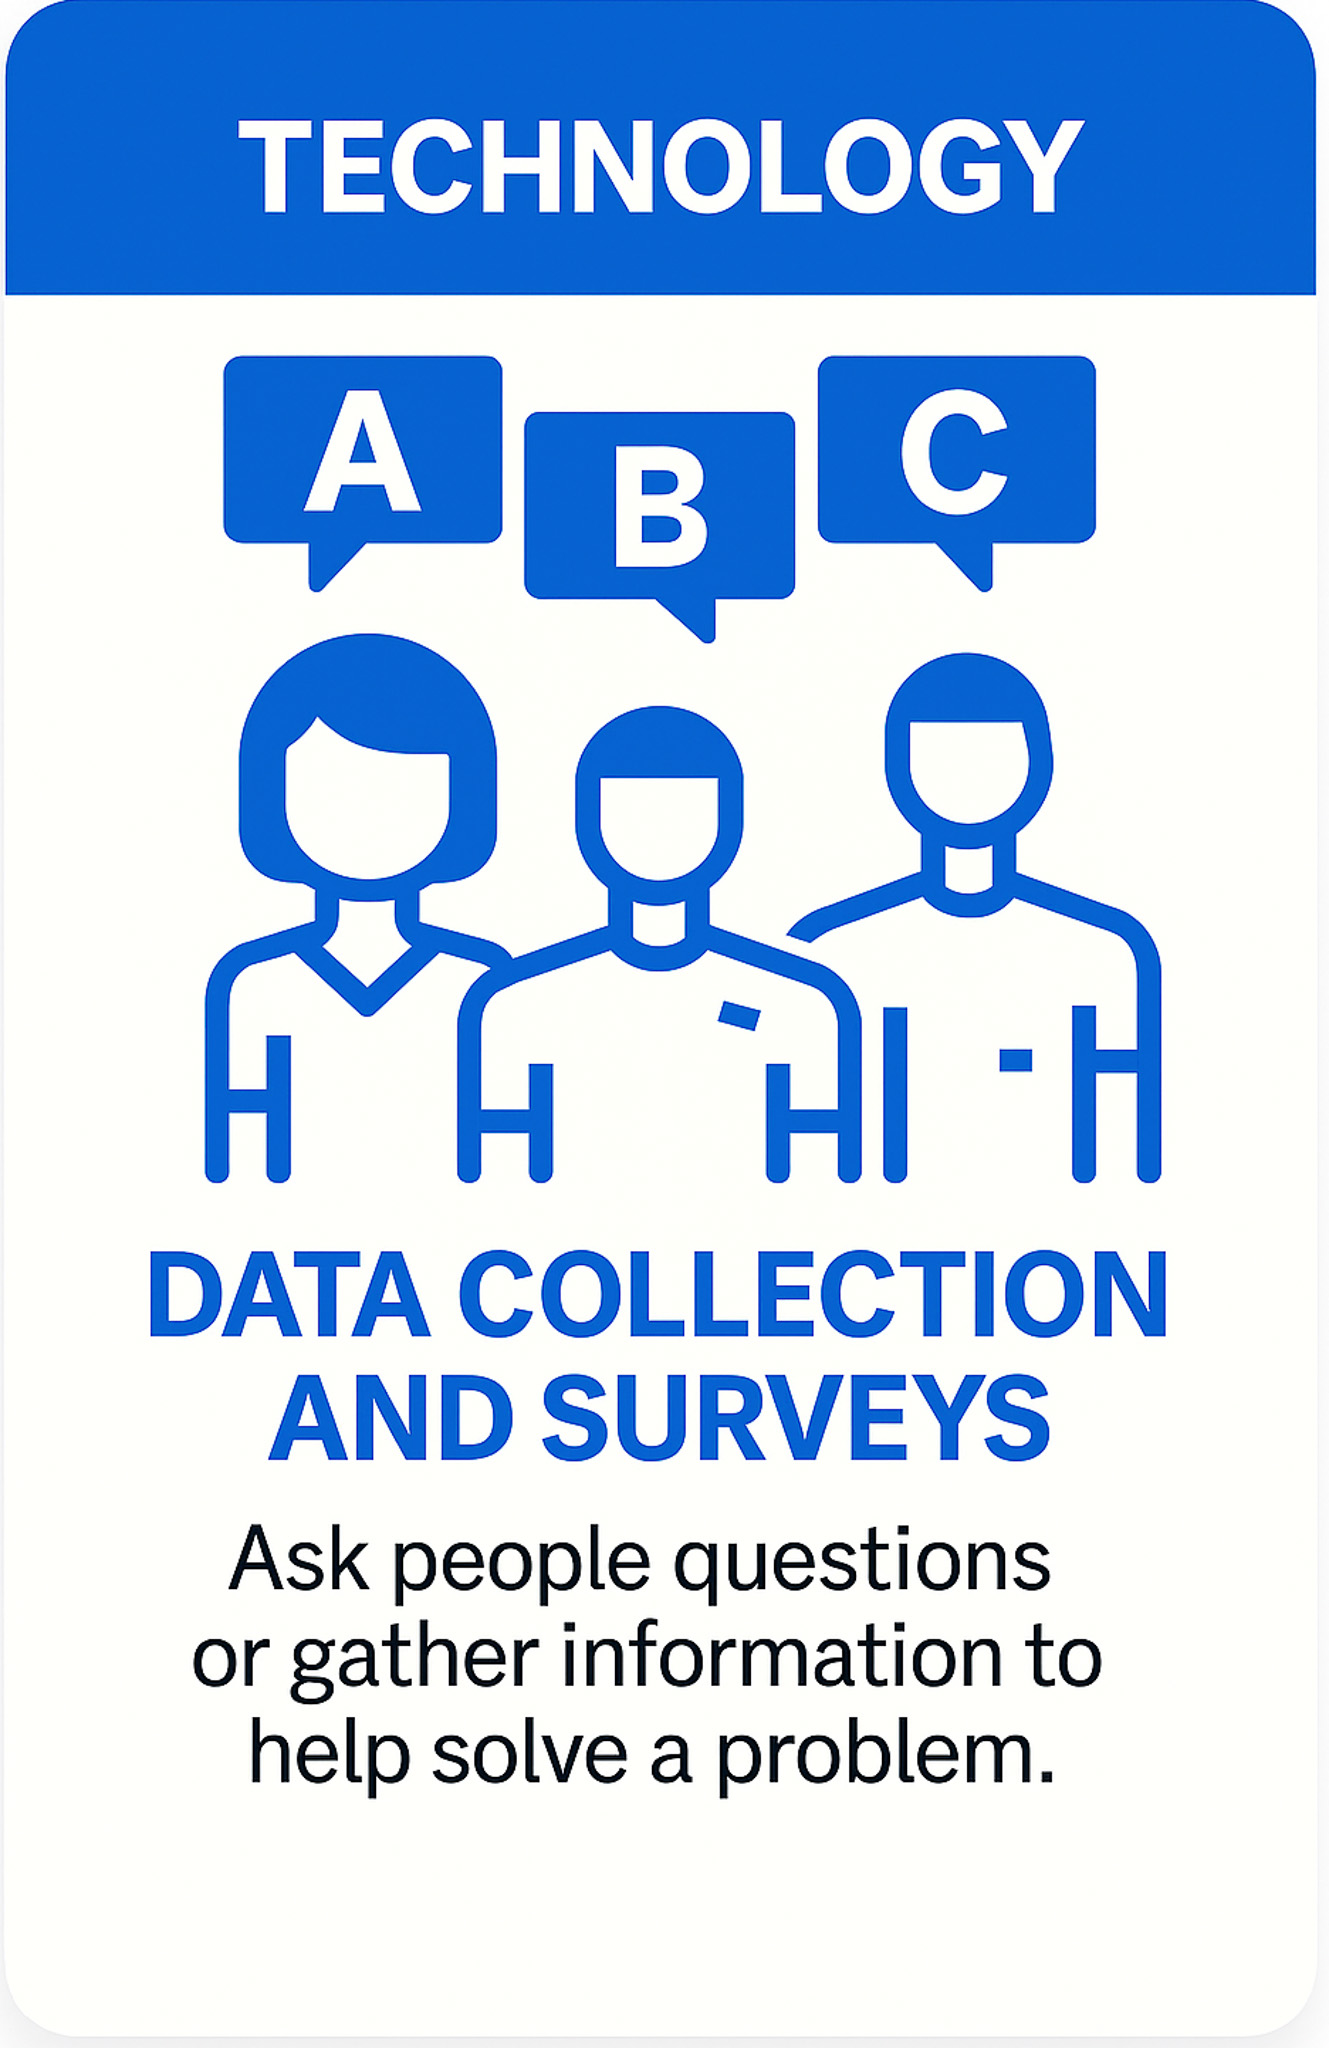 TECHNOLOGY
A
B
C
DATA COLLECTION
AND SURVEYS
Ask people questions
or gather information to
help solve a problem.